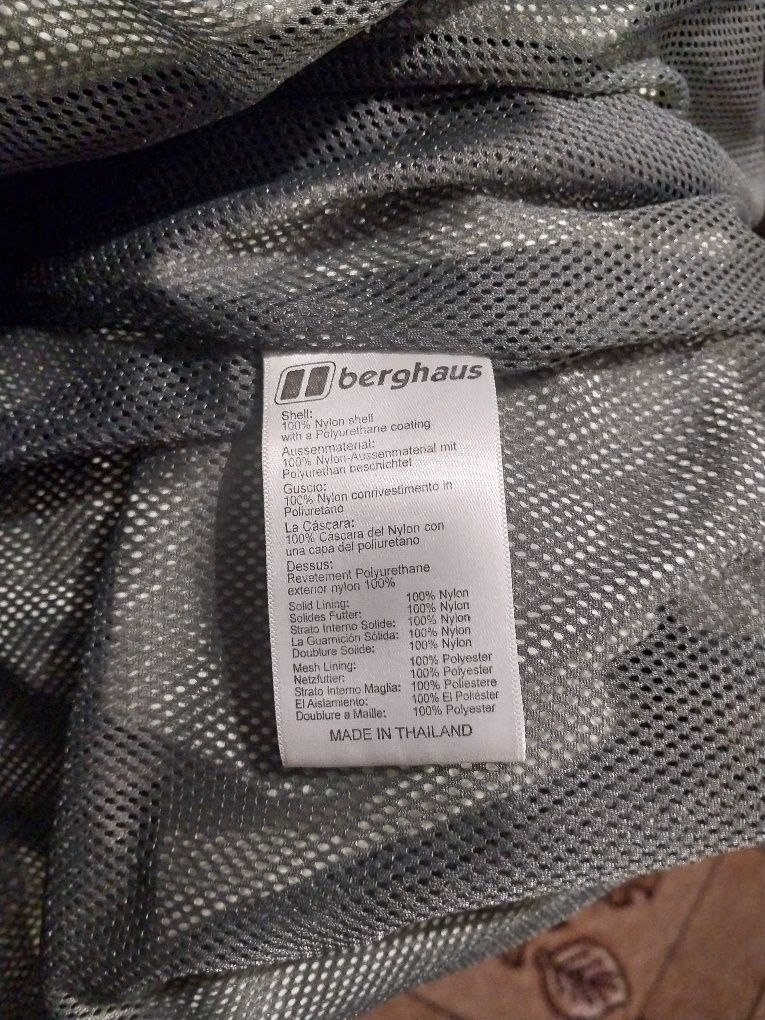 berghaus
Shell:
100% Nylon shell
with a Polyurethane coating
Aussenmaterial:
100% Nylon-Aussenmaterial mit
Polyurethan beschichtet
Guscio:
100% Nylon conrivestimento in
Poliuretano
La Cáscara:
100% Cáscara del Nylon con
una capa del poliuretano
Dessus:
Revetement Polyurethane
exterior nylon 100%
Solid Lining: 100% Nylon
Solides Futter: 100% Nylon
Strato Interno Solide: 100% Nylon
La Guarnición Sólida: 100% Nylon
Doublure Solide: 100% Nylon
Mesh Lining: 100% Polyester
Netzfutter: 100% Polyester
Strato Interno Maglia: 100% Poliestere
El Aislamiento: 100% El Poliéster
Doublure a Maille: 100% Polyester
MADE IN THAILAND